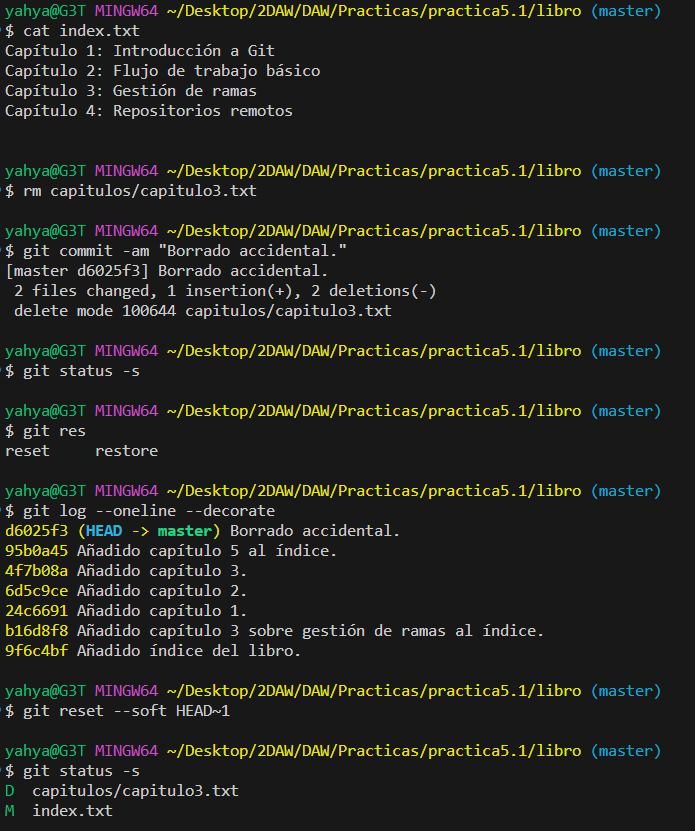 yahya@G3T MINGW64 ~/Desktop/2DAW/DAW/Practicas/practica5.1/libro (master)
$ cat index.txt
Capítulo 1: Introducción a Git
Capítulo 2: Flujo de trabajo básico
Capítulo 3: Gestión de ramas
Capítulo 4: Repositorios remotos
yahya@G3T MINGW64 ~/Desktop/2DAW/DAW/Practicas/practica5.1/libro (master)
$ rm capitulos/capitulo3.txt
yahya@G3T MINGW64 ~/Desktop/2DAW/DAW/Practicas/practica5.1/libro (master)
$ git commit -am "Borrado accidental."
[master d6025f3] Borrado accidental.
 2 files changed, 1 insertion(+), 2 deletions(-)
 delete mode 100644 capitulos/capitulo3.txt
yahya@G3T MINGW64 ~/Desktop/2DAW/DAW/Practicas/practica5.1/libro (master)
$ git status -s
yahya@G3T MINGW64 ~/Desktop/2DAW/DAW/Practicas/practica5.1/libro (master)
$ git res
reset     restore
yahya@G3T MINGW64 ~/Desktop/2DAW/DAW/Practicas/practica5.1/libro (master)
$ git log --oneline --decorate
d6025f3 (HEAD -> master) Borrado accidental.
95b0a45 Añadido capítulo 5 al índice.
4f7b08a Añadido capítulo 3.
6d5c9ce Añadido capítulo 2.
24c6691 Añadido capítulo 1.
b16d8f8 Añadido capítulo 3 sobre gestión de ramas al índice.
9f6c4bf Añadido índice del libro.
yahya@G3T MINGW64 ~/Desktop/2DAW/DAW/Practicas/practica5.1/libro (master)
$ git reset --soft HEAD~1
yahya@G3T MINGW64 ~/Desktop/2DAW/DAW/Practicas/practica5.1/libro (master)
$ git status -s
D  capitulos/capitulo3.txt
M  index.txt